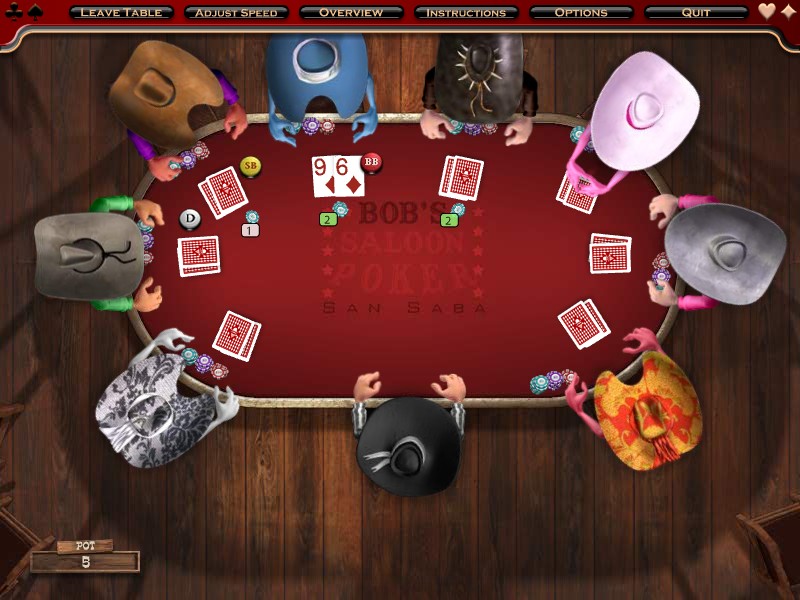 LEAVE TABLE
ADJUST SPEED
OVERVIEW
INSTRUCTIONS
OPTIONS
QUIT
SB
9 6
BB
D
1
2
2
BOB'S
SALOON
POKER
SAN SABA
POT
5